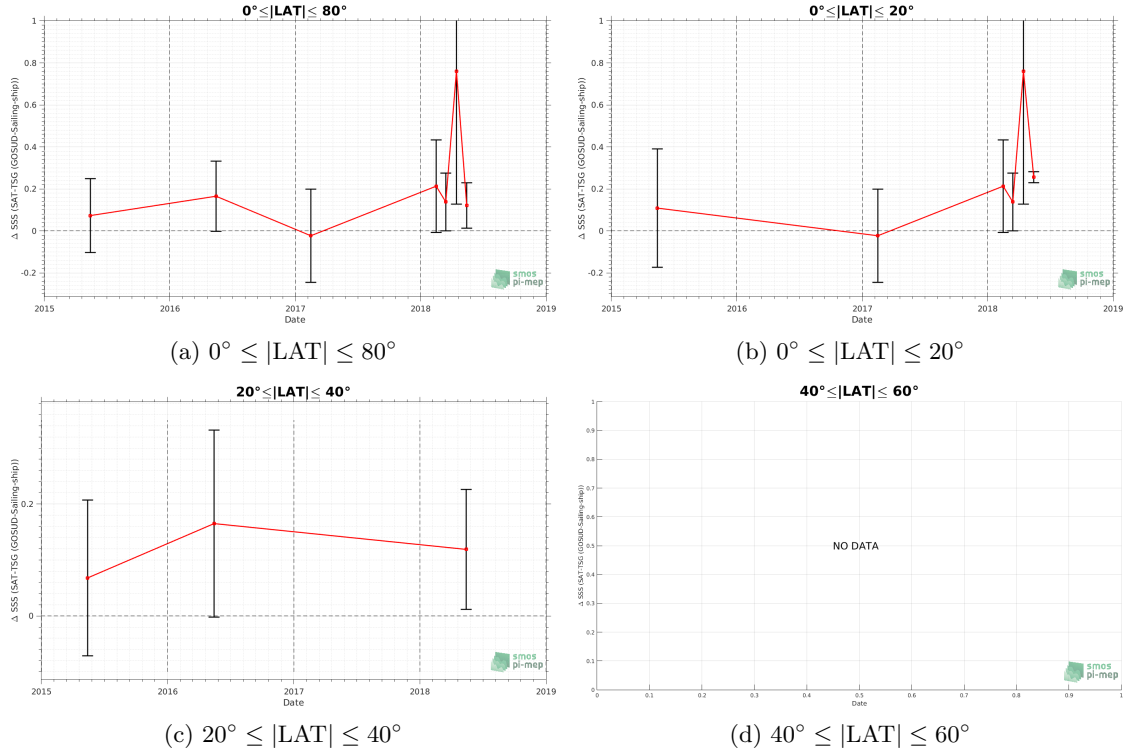 0°≤|LAT|≤ 80°
Δ SSS (SAT-TSG (GOSUD-Sailing-ship))
1
0.8
0.6
0.4
0.2
0
-0.2
2015 2016 2017 2018 2019
Date
smos
pi-mep
(a) 0° ≤ |LAT| ≤ 80°
0°≤|LAT|≤ 20°
Δ SSS (SAT-TSG (GOSUD-Sailing-ship))
1
0.8
0.6
0.4
0.2
0
-0.2
2015 2016 2017 2018 2019
Date
smos
pi-mep
(b) 0° ≤ |LAT| ≤ 20°
20°≤|LAT|≤ 40°
Δ SSS (SAT-TSG (GOSUD-Sailing-ship))
0.2
0
2015 2016 2017 2018 2019
Date
smos
pi-mep
(c) 20° ≤ |LAT| ≤ 40°
40°≤|LAT|≤ 60°
Δ SSS (SAT-TSG (GOSUD-Sailing-ship))
1
0.9
0.8
0.7
0.6
0.5
0.4
0.3
0.2
0.1
0
NO DATA
0 0.1 0.2 0.3 0.4 0.5 0.6 0.7 0.8 0.9 1
Date
smos
pi-mep
(d) 40° ≤ |LAT| ≤ 60°